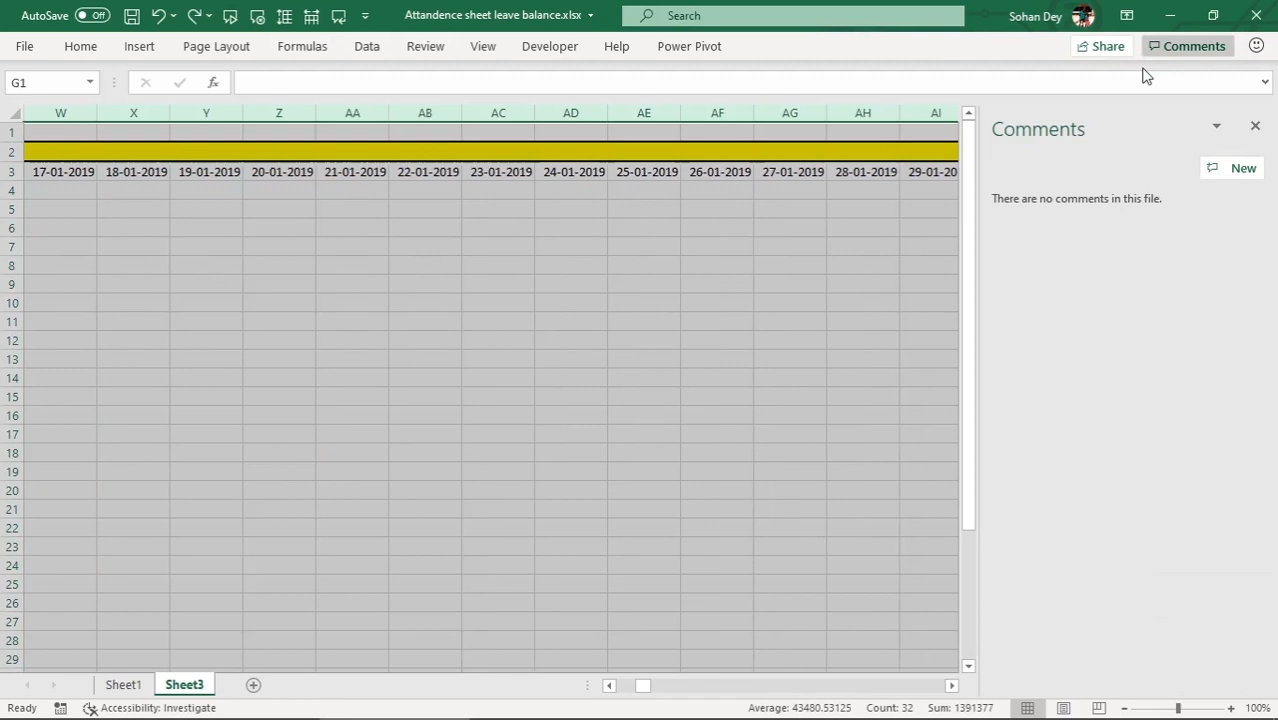 AutoSave Off Attandence sheet leave balance.xlsx Search Sohan Dey
File Home Insert Page Layout Formulas Data Review View Developer Help Power Pivot Share Comments
G1 fx
W X Y Z AA AB AC AD AE AF AG AH AI
Comments
1
2
3 17-01-2019 18-01-2019 19-01-2019 20-01-2019 21-01-2019 22-01-2019 23-01-2019 24-01-2019 25-01-2019 26-01-2019 27-01-2019 28-01-2019 29-01-20
New
4
There are no comments in this file.
5
6
7
8
9
10
11
12
13
14
15
16
17
18
19
20
21
22
23
24
25
26
27
28
29
Sheet1 Sheet3
Ready Accessibility: Investigate Average: 43480.53125 Count: 32 Sum: 1391377 100%